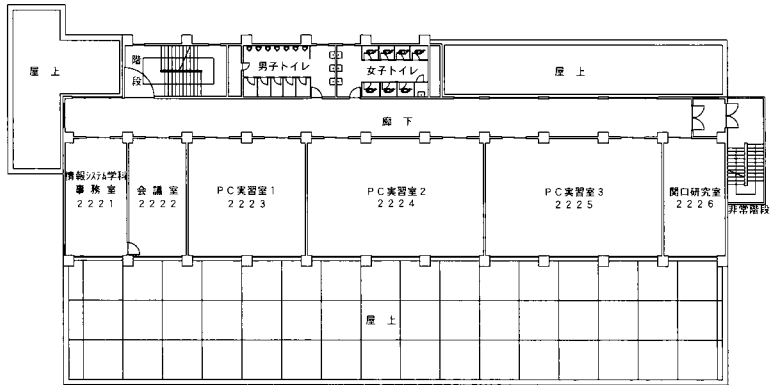 屋上
階段
男子トイレ
女子トイレ
屋上
廊下
情報システム学科
事務室
2221
会議室
2222
PC実習室1
2223
PC実習室2
2224
PC実習室3
2225
関口研究室
2226
非常階段
屋上